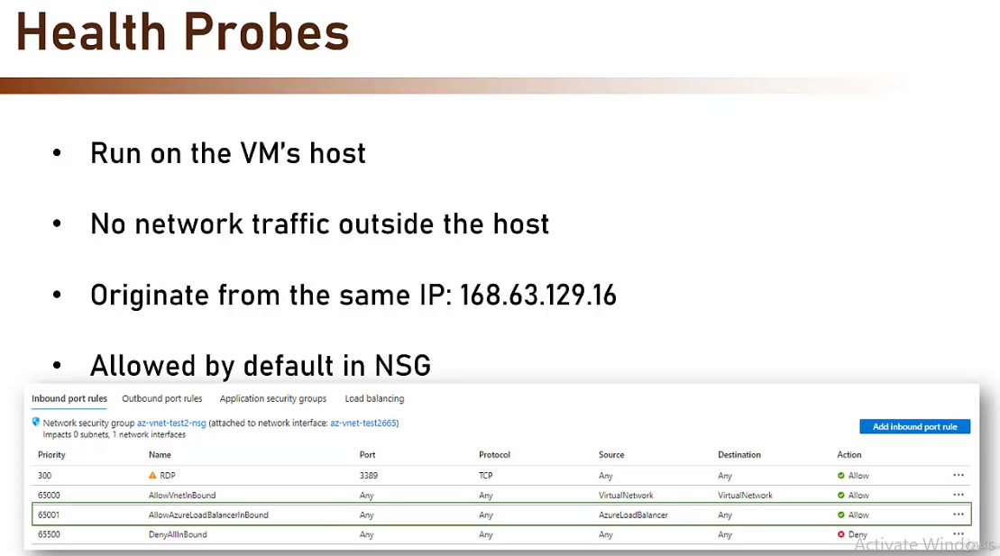 Health Probes
• Run on the VM's host
• No network traffic outside the host
• Originate from the same IP: 168.63.129.16
• Allowed by default in NSG
Inbound port rules Outbound port rules Application security groups Load balancing
Network security group az-vnet-test2-nsg (attached to network interface: az-vnet-test2665)
Impacts 0 subnets, 1 network interfaces
Add inbound port rule
Priority Name Port Protocol Source Destination Action
300 RDP 3389 TCP Any Any Allow ...
65000 AllowVnetInBound Any Any VirtualNetwork VirtualNetwork Allow ...
65001 AllowAzureLoadBalancerInBound Any Any AzureLoadBalancer Any Allow ...
65500 DenyAllInBound Any Any Any Any Deny ...
Activate Windows